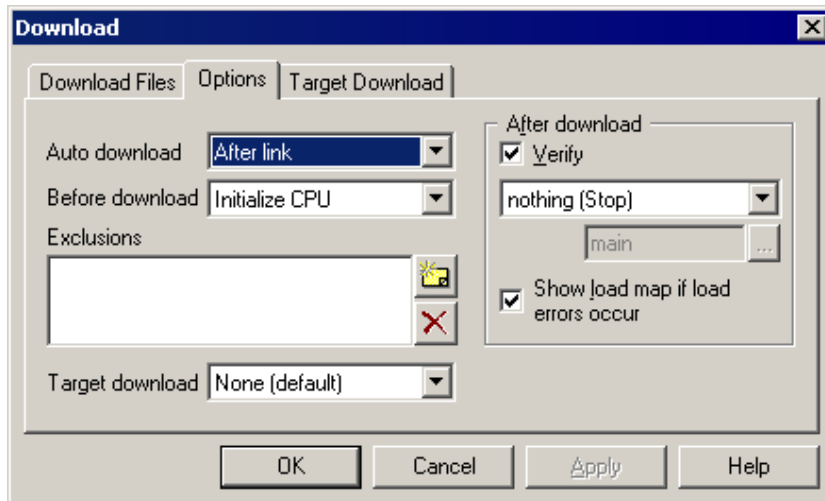 Download
Download Files Options Target Download
Auto download After link
Before download Initialize CPU
Exclusions
Target download None (default)
After download
Verify
nothing (Stop)
main ...
Show load map if load
errors occur
OK Cancel Apply Help